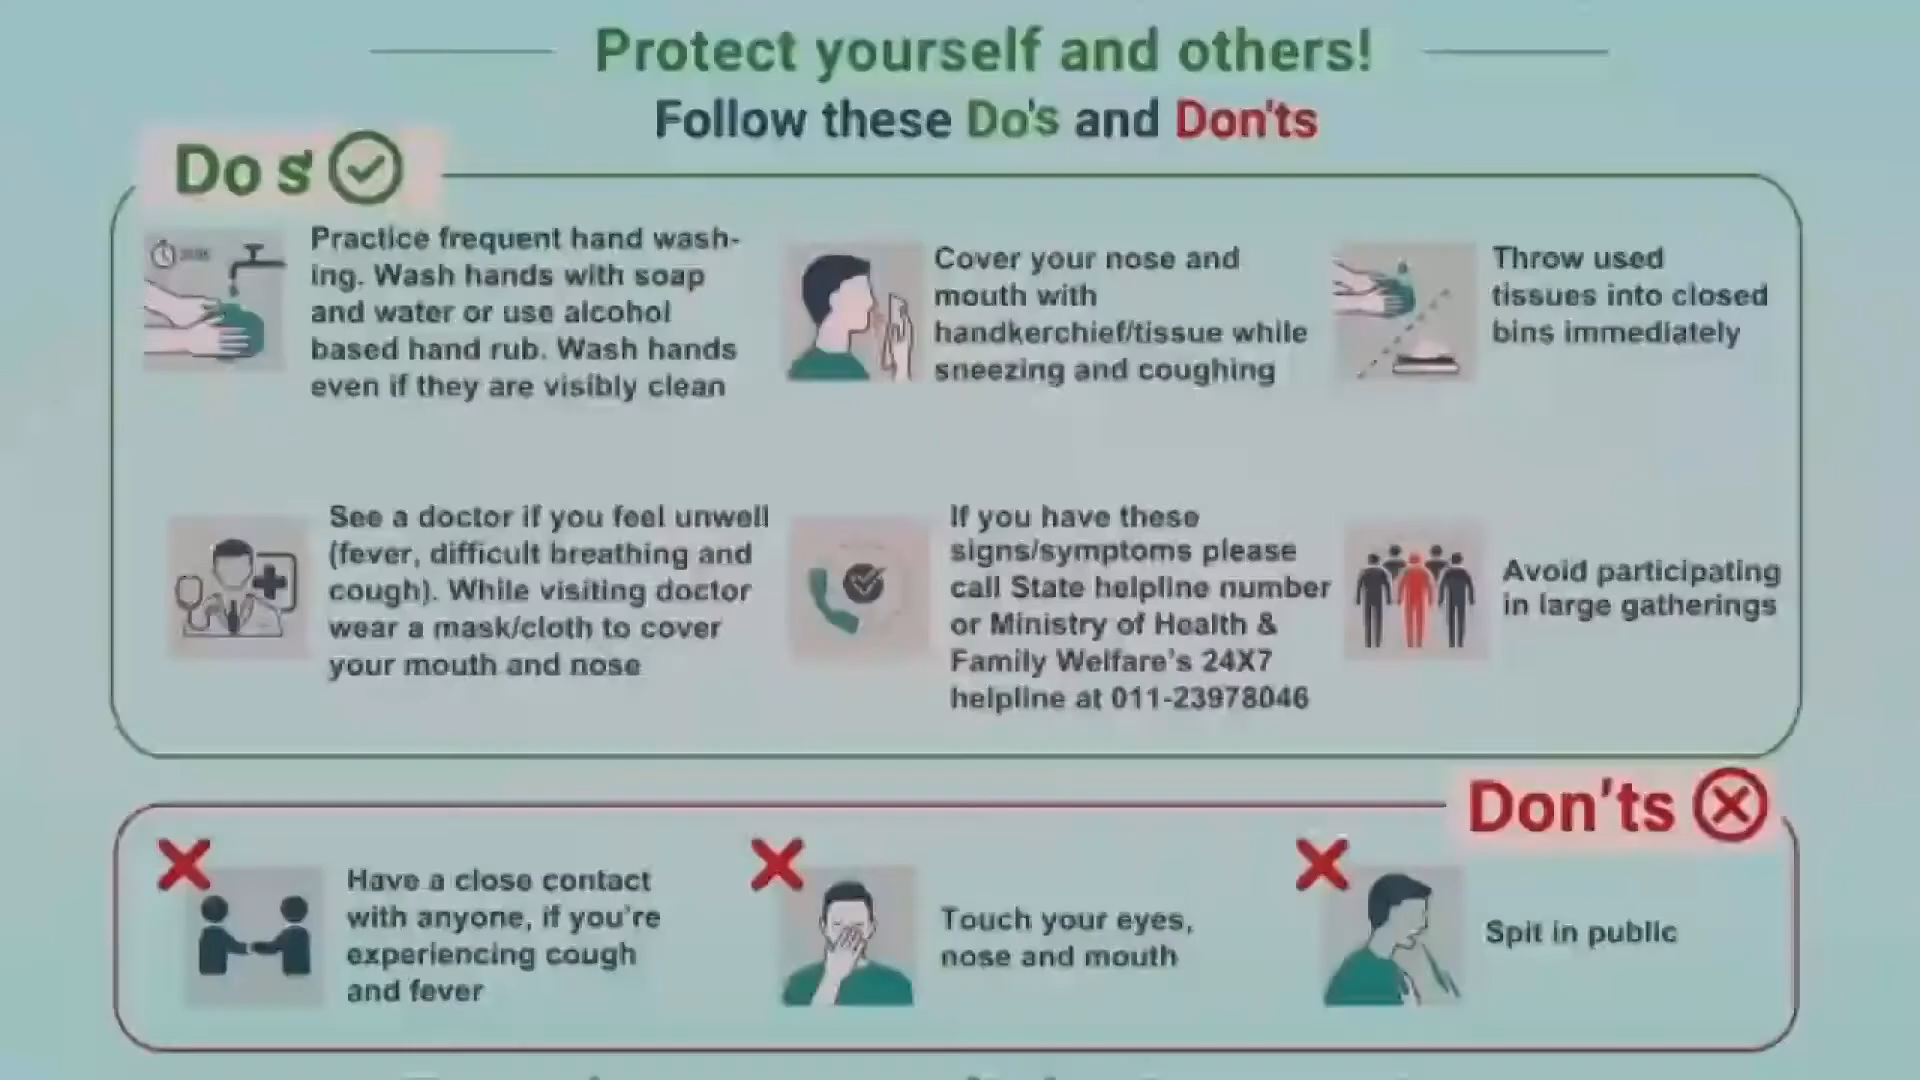 Protect yourself and others!
Follow these Do's and Don'ts
Do s'
Practice frequent hand wash-
ing. Wash hands with soap
and water or use alcohol
based hand rub. Wash hands
even if they are visibly clean
Cover your nose and
mouth with
handkerchief/tissue while
sneezing and coughing
Throw used
tissues into closed
bins immediately
See a doctor if you feel unwell
(fever, difficult breathing and
cough). While visiting doctor
wear a mask/cloth to cover
your mouth and nose
If you have these
signs/symptoms please
call State helpline number
or Ministry of Health &
Family Welfare's 24X7
helpline at 011-23978046
Avoid participating
in large gatherings
Don'ts
Have a close contact
with anyone, if you're
experiencing cough
and fever
Touch your eyes,
nose and mouth
Spit in public